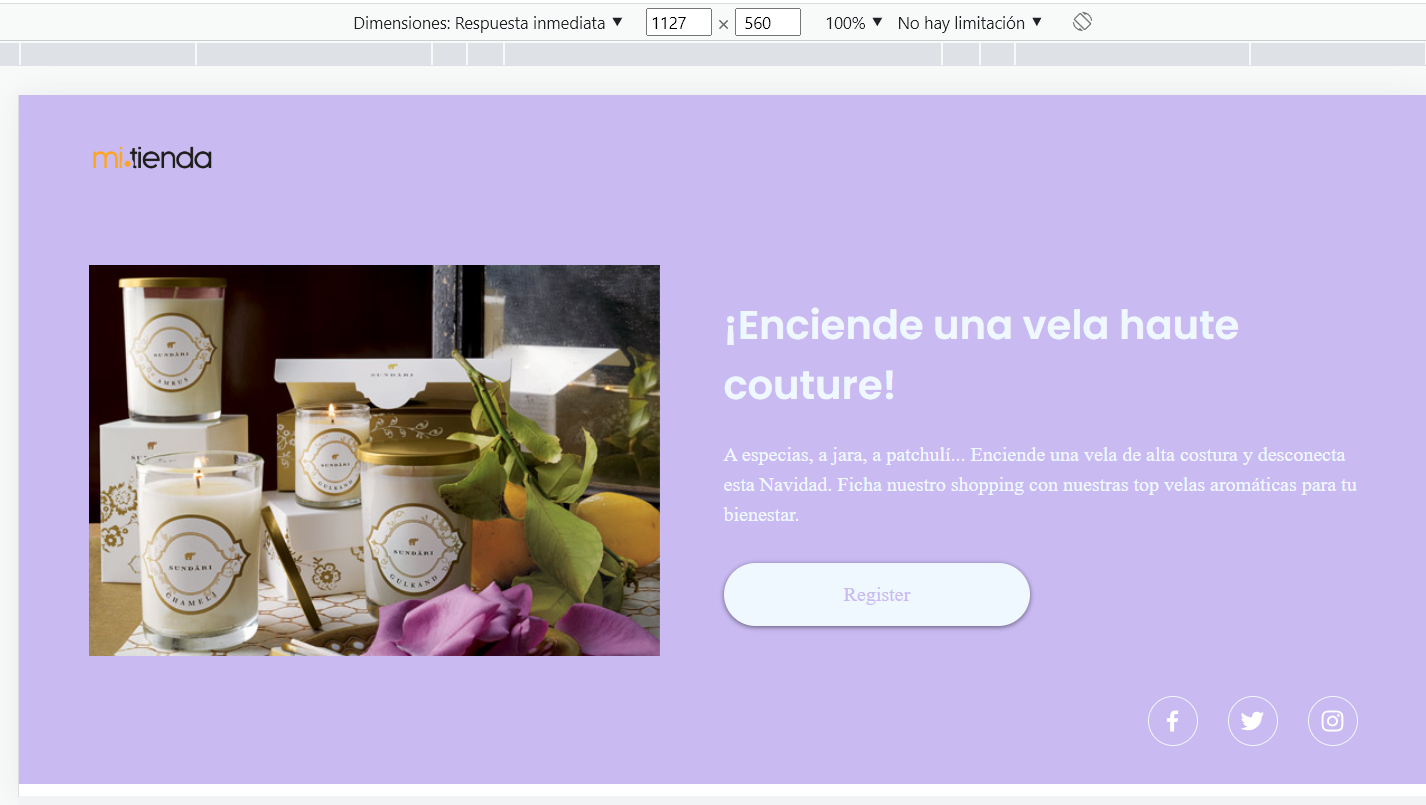 Dimensiones: Respuesta inmediata ▼ 1127 × 560 100% ▼ No hay limitación ▼
mi.tienda
SUNDÂRI
AMBUS
SUNDÂRI
SUNDÂRI
GULKAND
SUNDÂRI
GULKAND
SUNDÂRI
CHAMELI
¡Enciende una vela haute
couture!
A especias, a jara, a patchuli... Enciende una vela de alta costura y desconecta
esta Navidad. Ficha nuestro shopping con nuestras top velas aromáticas para tu
bienestar.
Register